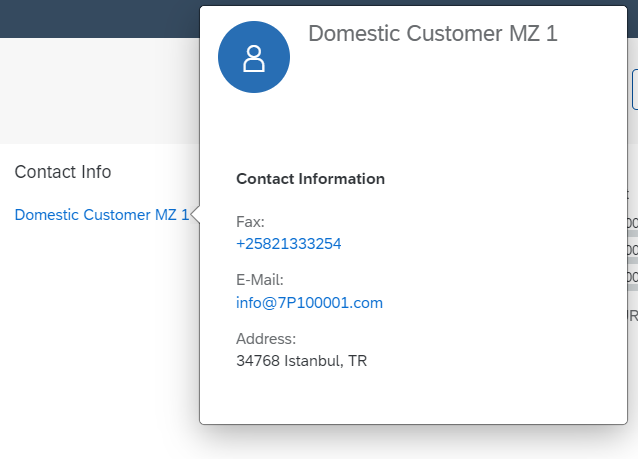 Domestic Customer MZ 1
Contact Info
Domestic Customer MZ 1
Contact Information
Fax:
+25821333254
E-Mail:
info@7P100001.com
Address:
34768 Istanbul, TR